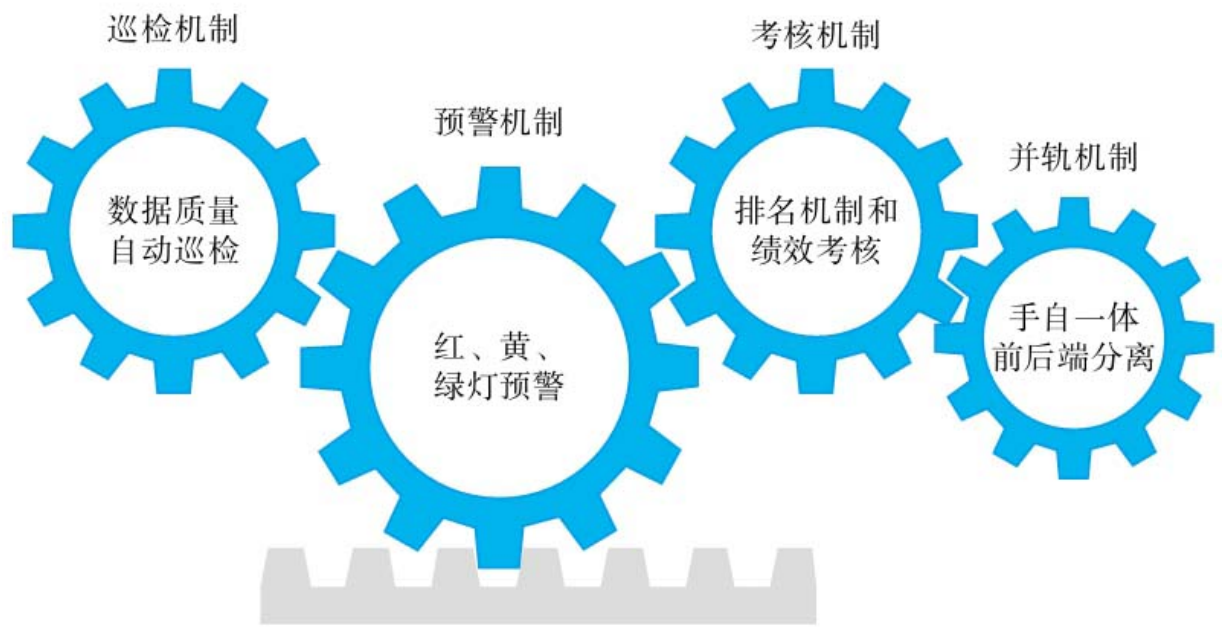 巡检机制
数据质量
自动巡检
预警机制
红、黄、
绿灯预警
考核机制
排名机制和
绩效考核
并轨机制
手自一体
前后端分离